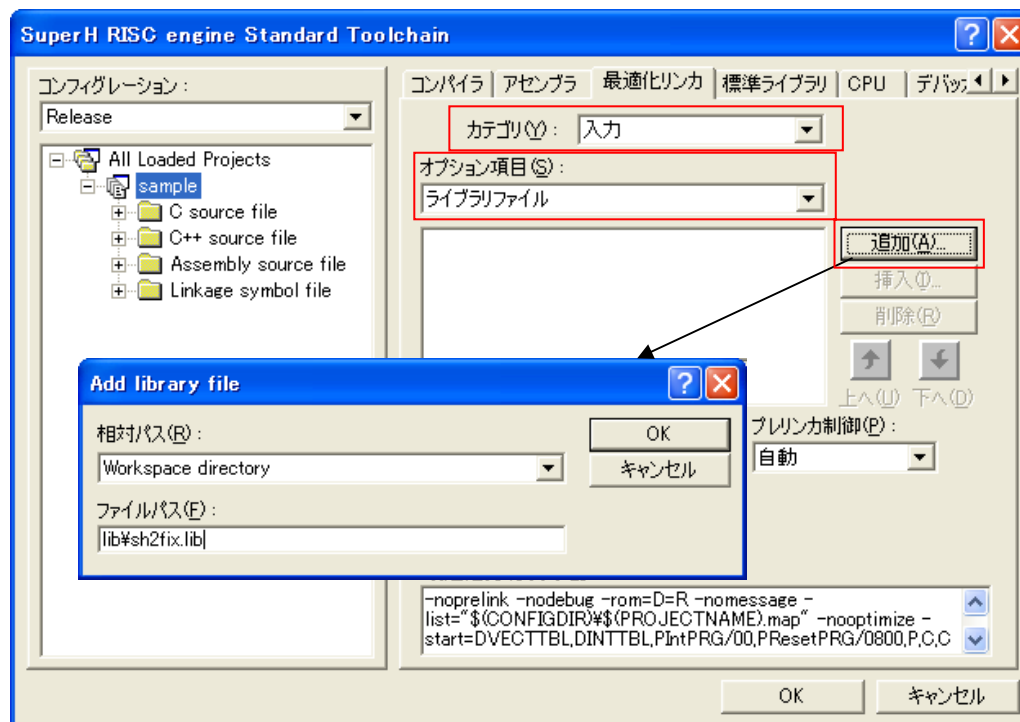 SuperH RISC engine Standard Toolchain
コンフィグレーション :
Release
All Loaded Projects
sample
C source file
C++ source file
Assembly source file
Linkage symbol file
コンパイラ アセンブラ 最適化リンカ 標準ライブラリ CPU デバッガ
カテゴリ(Y) : 入力
オプション項目(S) :
ライブラリファイル
追加(A)...
挿入(I)...
削除(R)
上へ(U) 下へ(D)
プレリンカ制御(P) :
自動
Add library file
相対パス(R) :
Workspace directory
ファイルパス(F) :
lib¥sh2fix.lib
OK
キャンセル
-noprelink -nodebug -rom=D=R -nomessage -
list="$(CONFIGDIR)¥$(PROJECTNAME).map" -nooptimize -
start=DVECTTBL,DINTTBL,PIntPRG/00,PResetPRG/0800,P,C,C
OK キャンセル